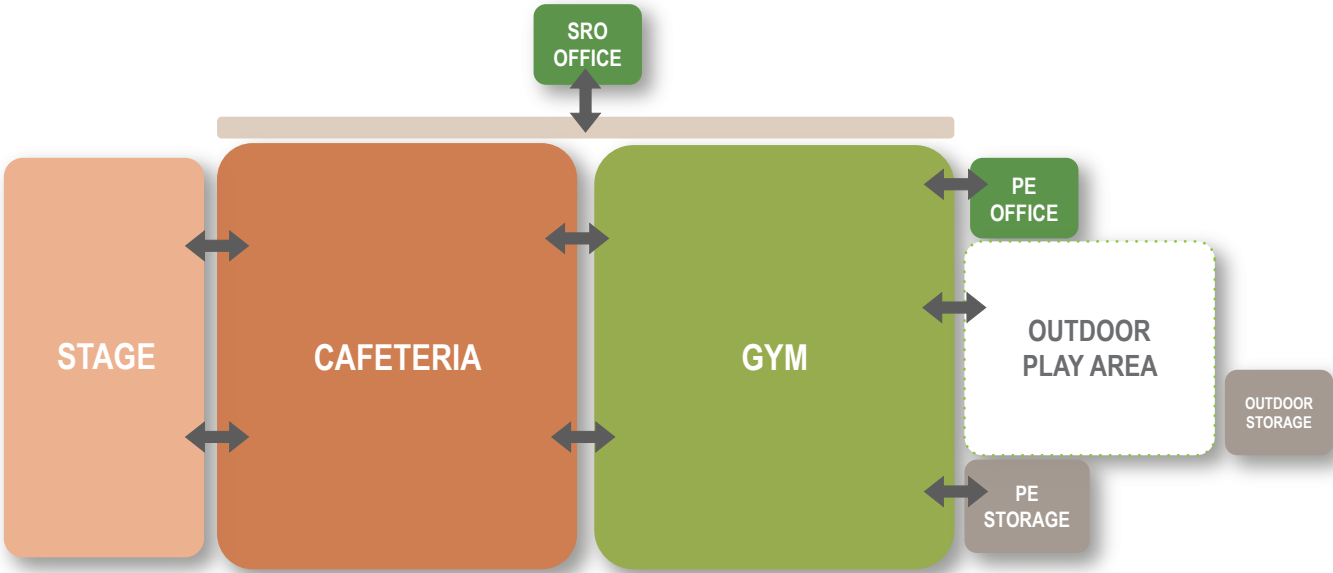 SRO
OFFICE
PE
OFFICE
STAGE
CAFETERIA
GYM
OUTDOOR
PLAY AREA
OUTDOOR
STORAGE
PE
STORAGE